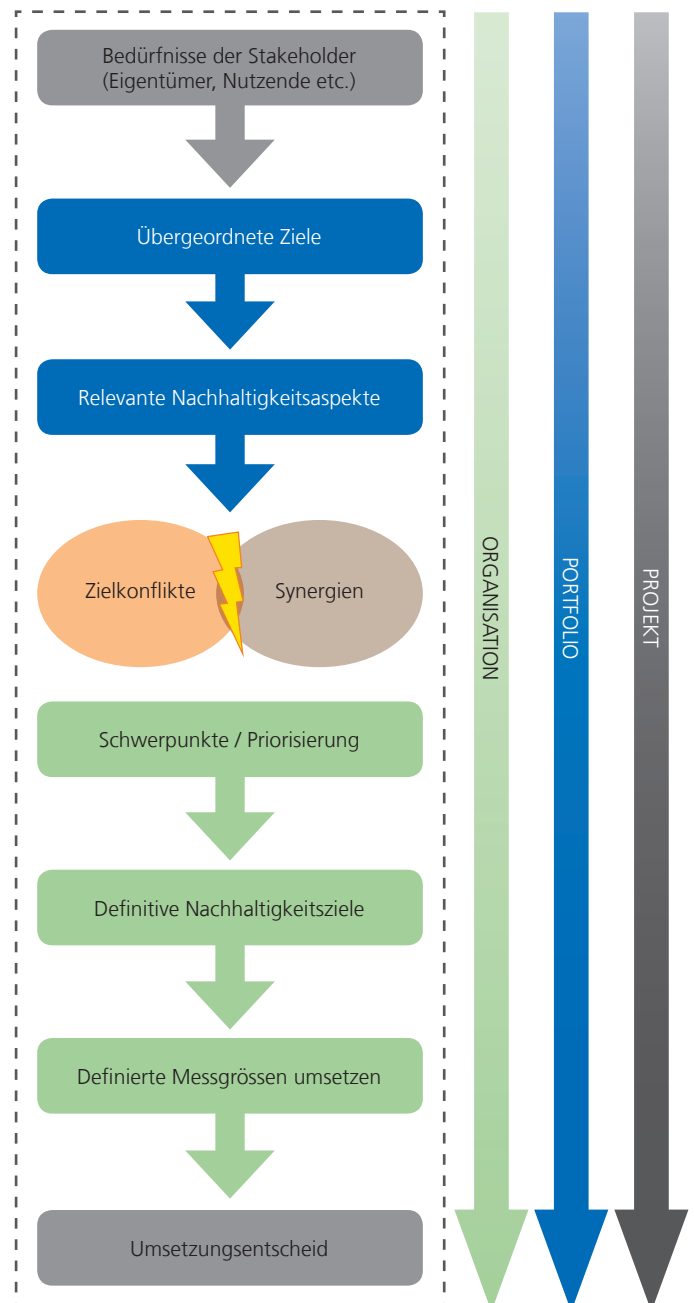 Bedürfnisse der Stakeholder
(Eigentümer, Nutzende etc.)
Übergeordnete Ziele
Relevante Nachhaltigkeitsaspekte
Zielkonflikte
Synergien
Schwerpunkte / Priorisierung
Definitive Nachhaltigkeitsziele
Definierte Messgrössen umsetzen
Umsetzungsentscheid
ORGANISATION
PORTFOLIO
PROJEKT